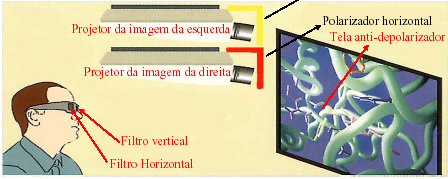 Projetor da imagem da esquerda
Polarizador horizontal
Tela anti-depolarizador
Projetor da imagem da direita
Filtro vertical
Filtro Horizontal